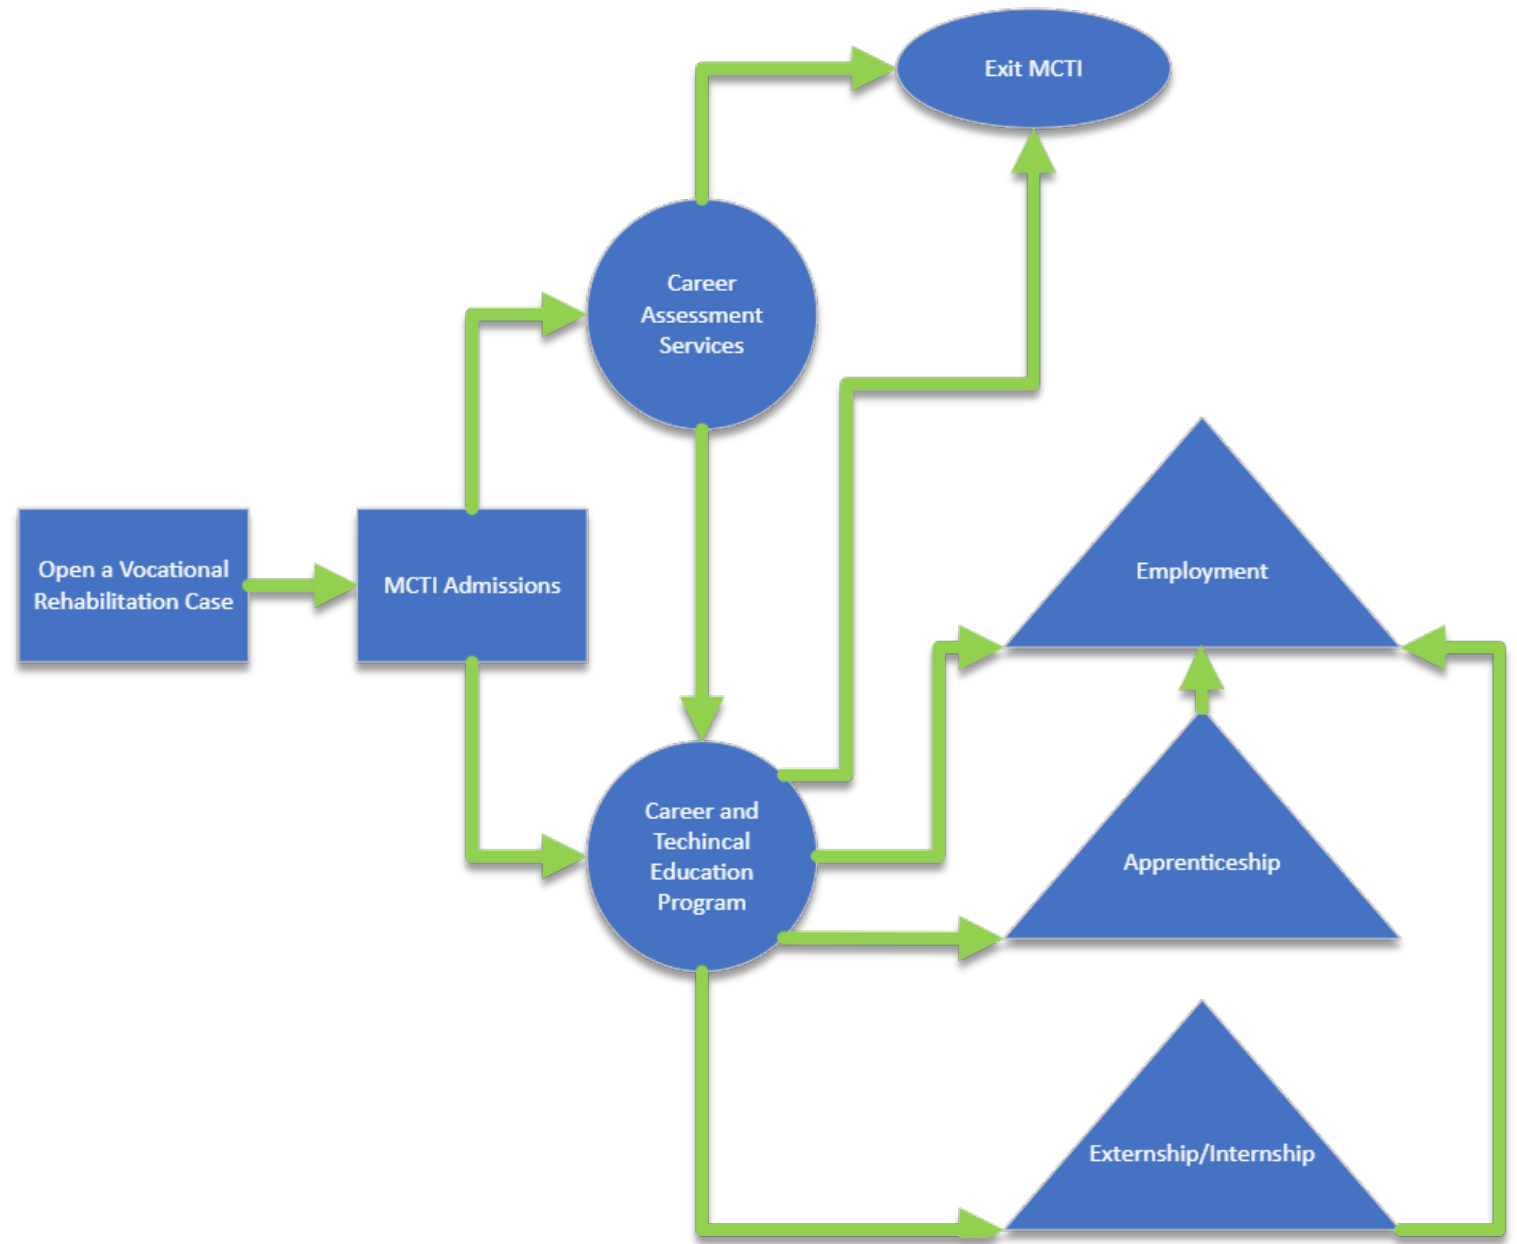 Exit MCTI
Career
Assessment
Services
Open a Vocational
Rehabilitation Case
MCTI Admissions
Employment
Career and
Techincal
Education
Program
Apprenticeship
Externship/Internship